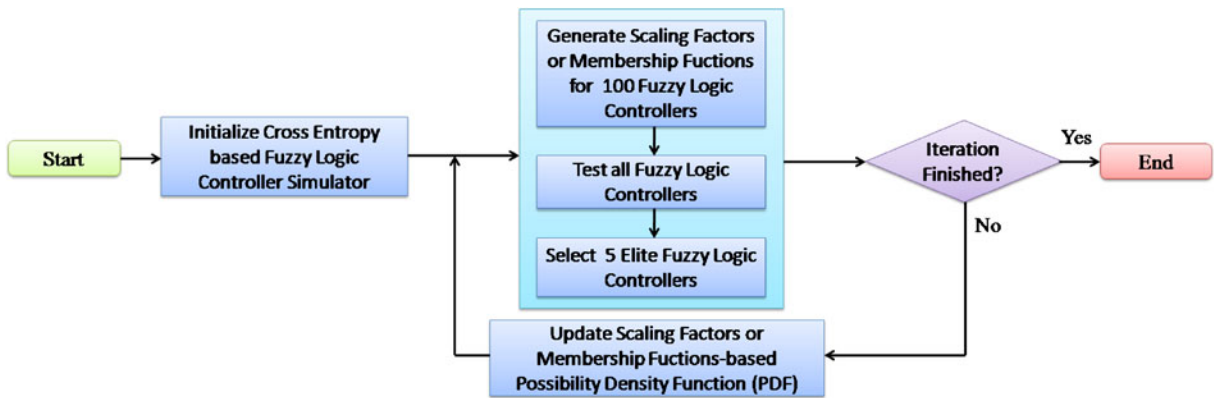 Start
Initialize Cross Entropy
based Fuzzy Logic
Controller Simulator
Generate Scaling Factors
or Membership Fuctions
for 100 Fuzzy Logic
Controllers
Test all Fuzzy Logic
Controllers
Select 5 Elite Fuzzy Logic
Controllers
Iteration
Finished?
Yes
End
No
Update Scaling Factors or
Membership Fuctions-based
Possibility Density Function (PDF)